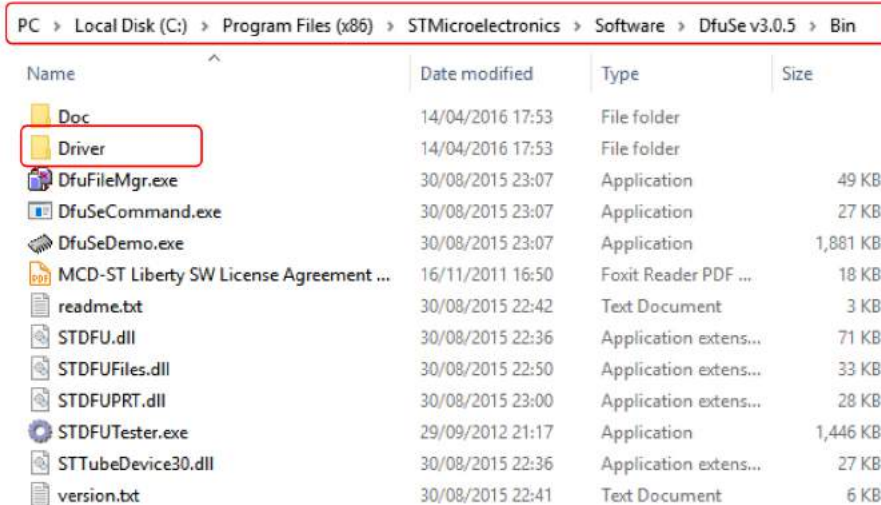 PC > Local Disk (C:) > Program Files (x86) > STMicroelectronics > Software > DfuSe v3.0.5 > Bin
Name Date modified Type Size
Doc 14/04/2016 17:53 File folder
Driver 14/04/2016 17:53 File folder
DfuFileMgr.exe 30/08/2015 23:07 Application 49 KB
DfuSeCommand.exe 30/08/2015 23:07 Application 27 KB
DfuSeDemo.exe 30/08/2015 23:07 Application 1,881 KB
PDF MCD-ST Liberty SW License Agreement ... 16/11/2011 16:50 Foxit Reader PDF ... 18 KB
readme.txt 30/08/2015 22:42 Text Document 3 KB
STDFU.dll 30/08/2015 22:36 Application extens... 71 KB
STDFUFiles.dll 30/08/2015 22:50 Application extens... 33 KB
STDFUPRT.dll 30/08/2015 23:00 Application extens... 28 KB
STDFUTester.exe 29/09/2012 21:17 Application 1,446 KB
STTubeDevice30.dll 30/08/2015 22:36 Application extens... 27 KB
version.txt 30/08/2015 22:41 Text Document 6 KB